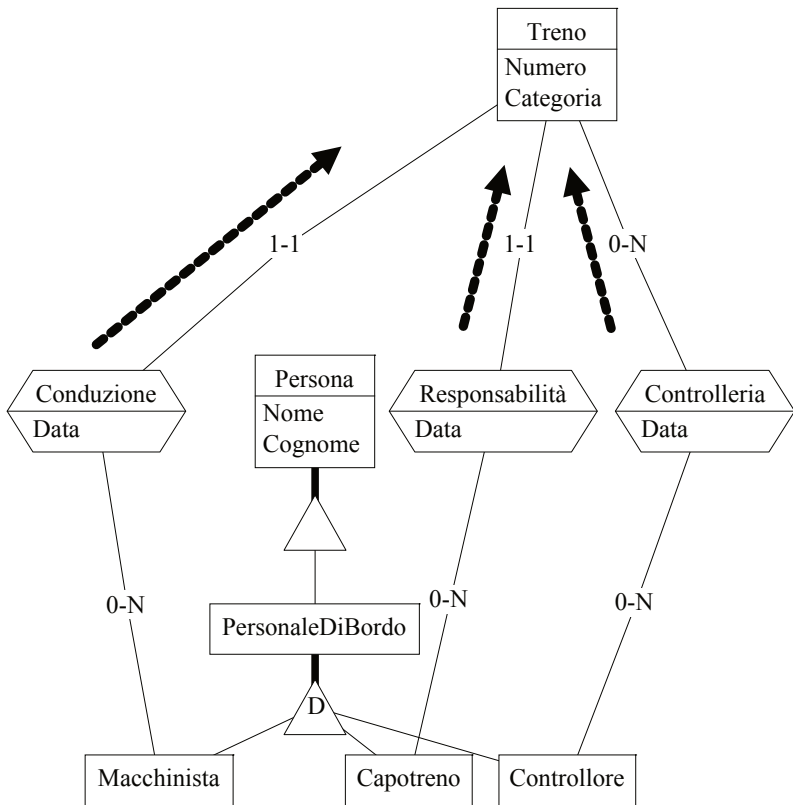 Treno
Numero
Categoria
1-1
1-1
0-N
Conduzione
Data
Persona
Nome
Cognome
Responsabilità
Data
Controlleria
Data
0-N
PersonaleDiBordo
0-N
0-N
D
Macchinista
Capotreno
Controllore